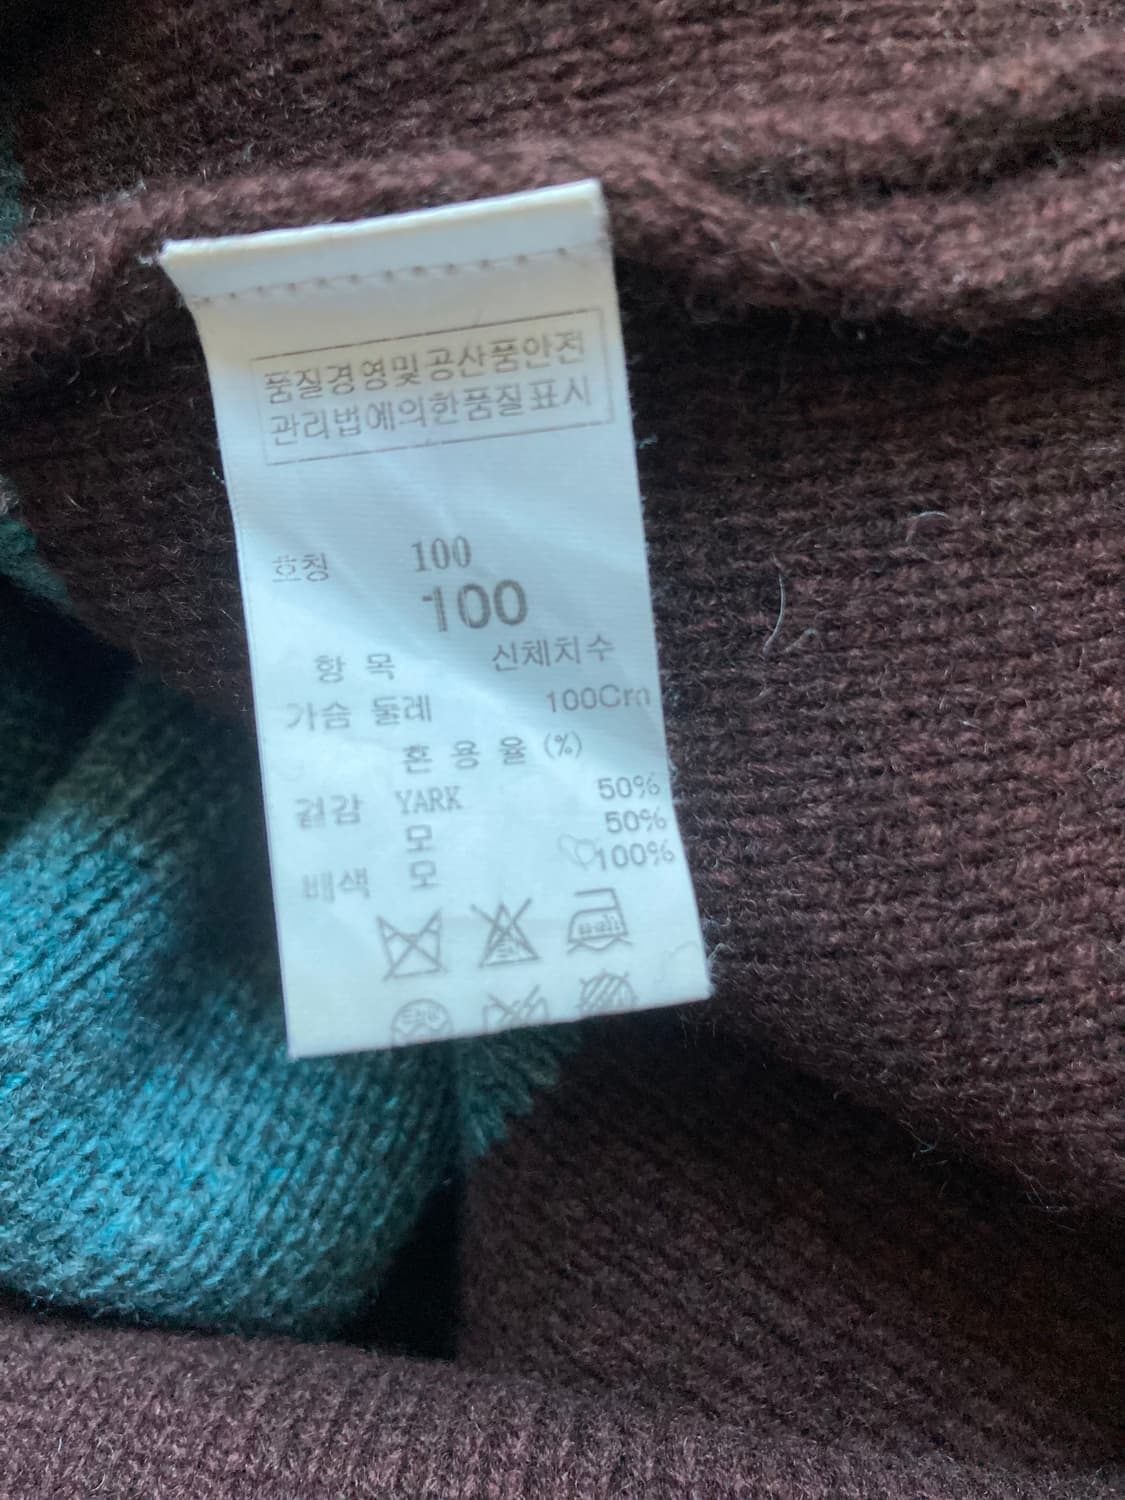 품질경영및공산품안전
관리법에의한품질표시
호칭 100
100
항 목 신체치수
가슴 둘레 100Cm
혼 용 율 (%)
겉감 YARK 50%
모 50%
배색 모 100%